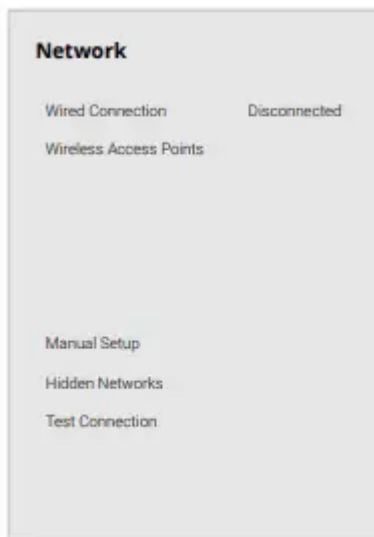 Network
Wired Connection Disconnected
Wireless Access Points
Manual Setup
Hidden Networks
Test Connection